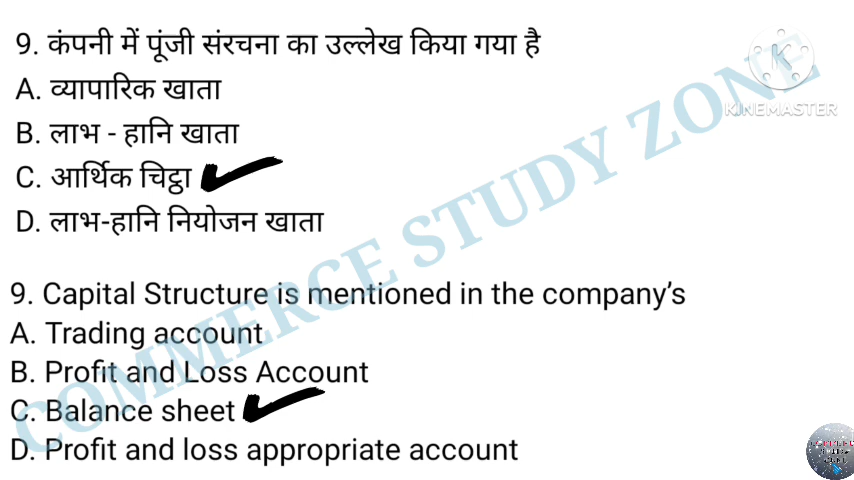 9. कंपनी में पूंजी संरचना का उल्लेख किया गया है
A. व्यापारिक खाता
B. लाभ - हानि खाता
C. आर्थिक चिट्ठा
D. लाभ-हानि नियोजन खाता
9. Capital Structure is mentioned in the company’s
A. Trading account
B. Profit and Loss Account
C. Balance sheet
D. Profit and loss appropriate account
COMMERCE STUDY ZONE
K
KINEMASTER